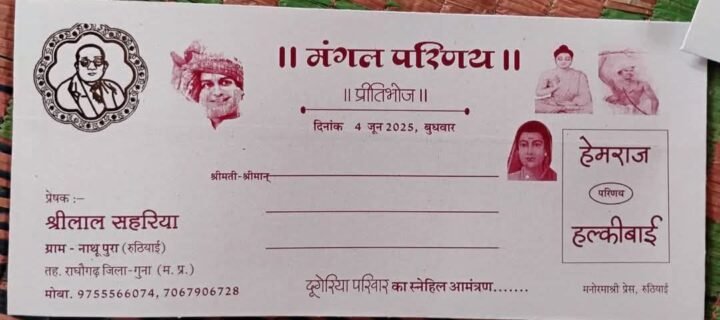 || मंगल परिणय ||
|| प्रीतिभोज ||
दिनांक 4 जून 2025, बुधवार
श्रीमती-श्रीमान्
हेमराज
परिणय
हल्कीबाई
प्रेषक :–
श्रीलाल सहरिया
ग्राम - नाथू पुरा (रुठियाई)
तह. राघौगढ़ जिला-गुना (म. प्र.)
मोबा. 9755566074, 7067906728
दूगेरिया परिवार का स्नेहिल आमंत्रण.......
मनोरमाश्री प्रेस, रुठियाई